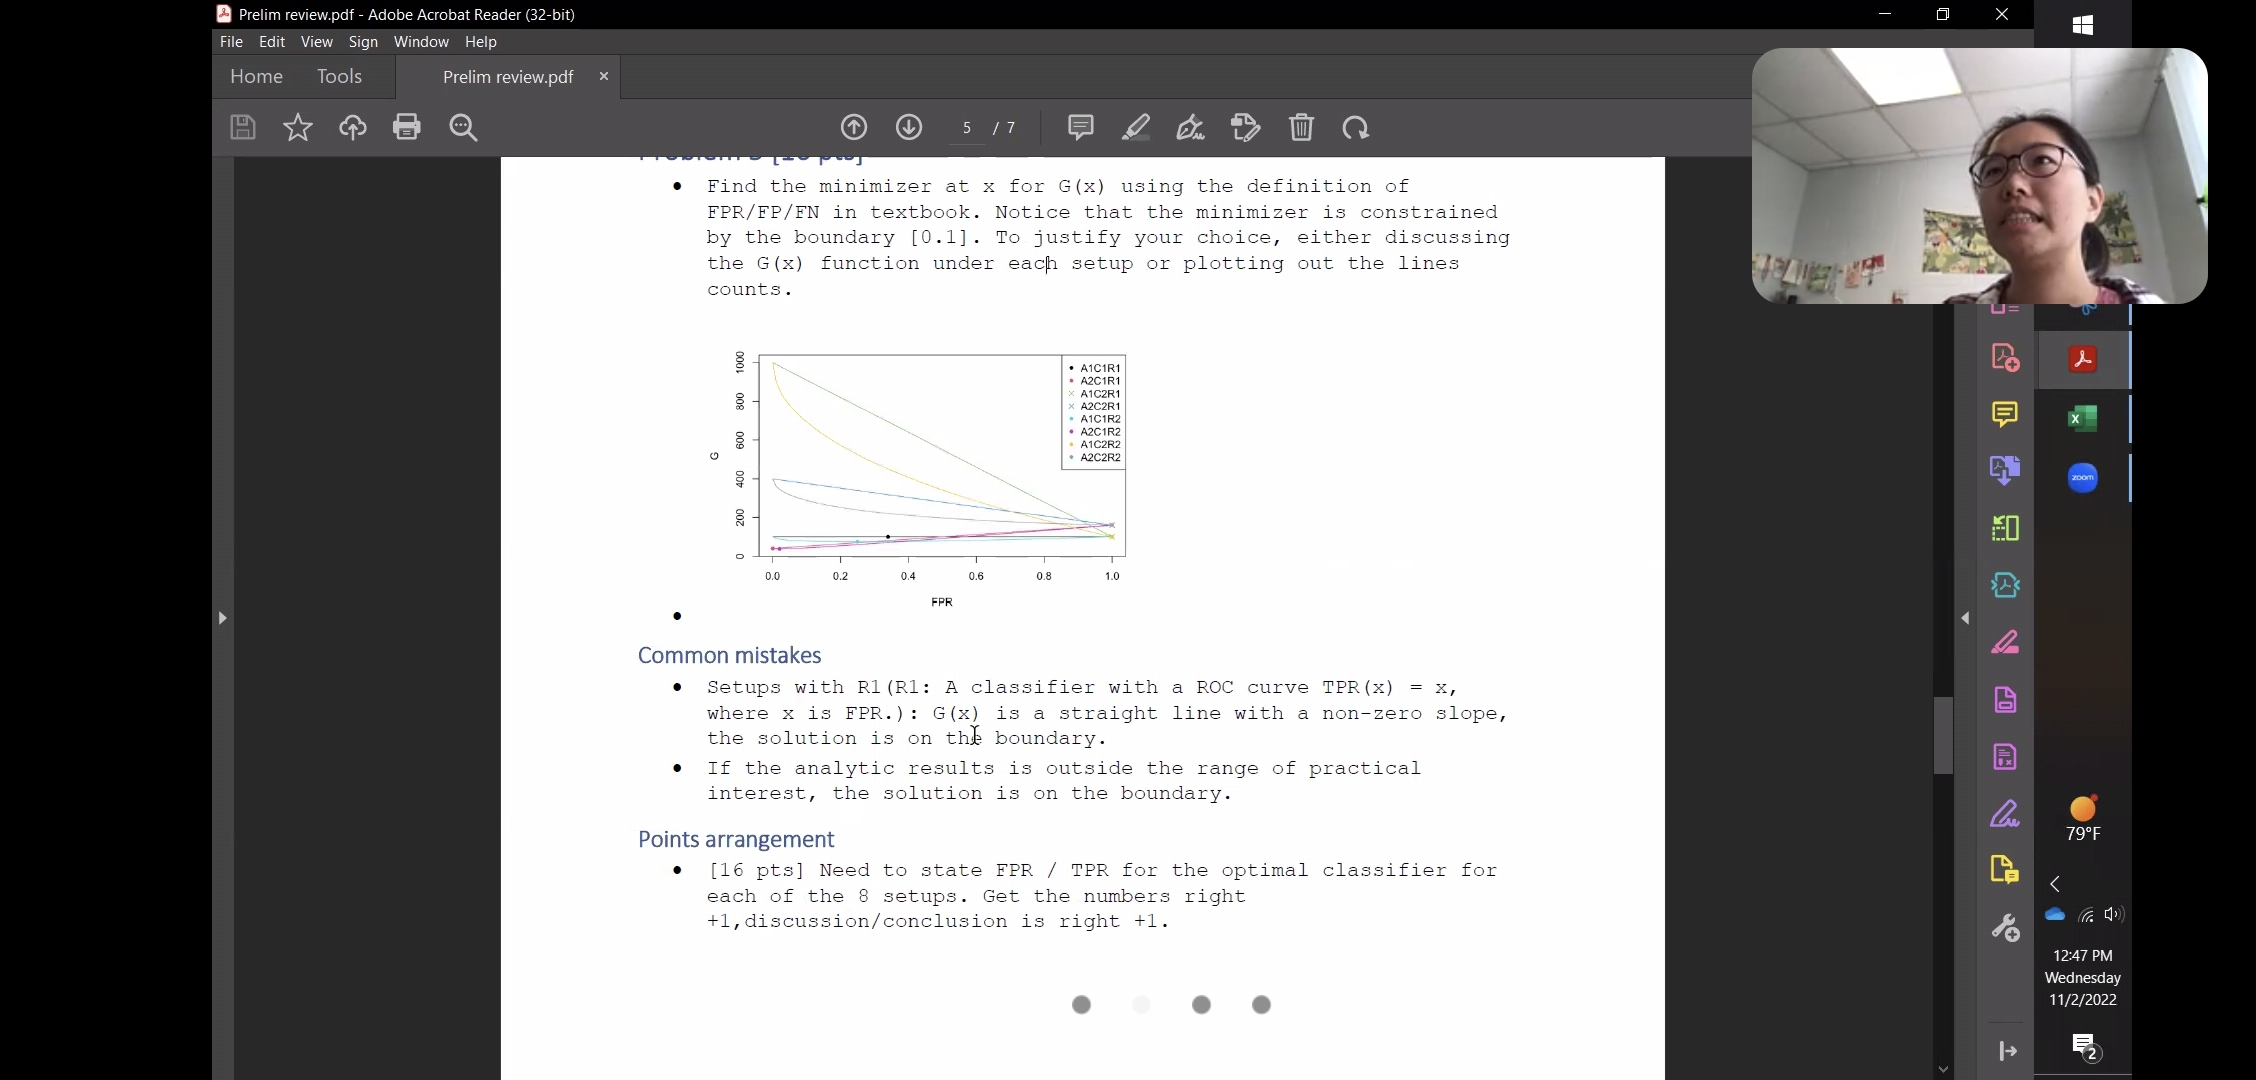 Prelim review.pdf - Adobe Acrobat Reader (32-bit)
File Edit View Sign Window Help
Home Tools Prelim review.pdf ×
5 / 7
[16 pts]
• Find the minimizer at x for G(x) using the definition of
FPR/FP/FN in textbook. Notice that the minimizer is constrained
by the boundary [0.1]. To justify your choice, either discussing
the G(x) function under each setup or plotting out the lines
counts.
1000
800
600
400
200
0
G
0.0 0.2 0.4 0.6 0.8 1.0
FPR
A1C1R1
A2C1R1
A1C2R1
A2C2R1
A1C1R2
A2C1R2
A1C2R2
A2C2R2
•
Common mistakes
• Setups with R1(R1: A classifier with a ROC curve TPR(x) = x,
where x is FPR.): G(x) is a straight line with a non-zero slope,
the solution is on the boundary.
• If the analytic results is outside the range of practical
interest, the solution is on the boundary.
Points arrangement
• [16 pts] Need to state FPR / TPR for the optimal classifier for
each of the 8 setups. Get the numbers right
+1,discussion/conclusion is right +1.
zoom
79°F
12:47 PM
Wednesday
11/2/2022
2